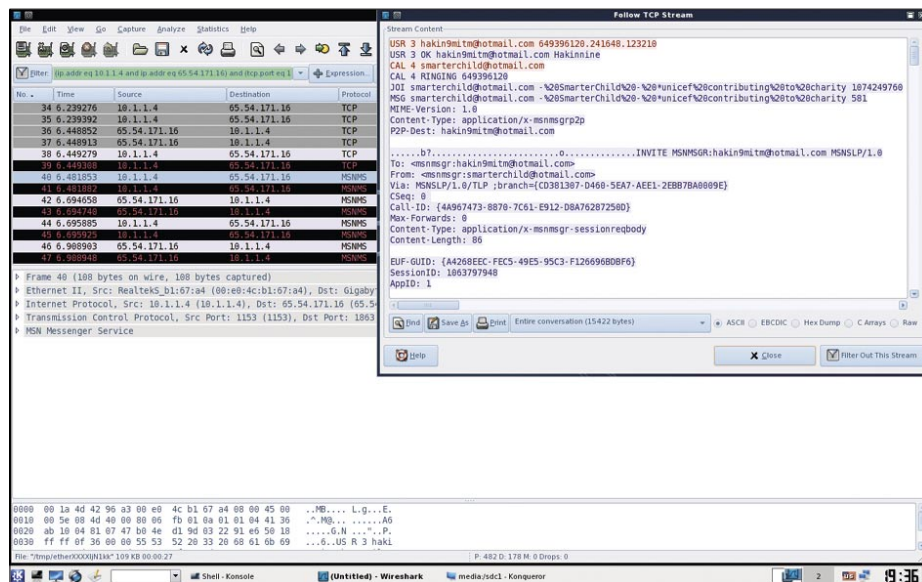 File Edit View Go Capture Analyze Statistics Help
Filter: (ip.addr eq 10.1.1.4 and ip.addr eq 65.54.171.16) and (tcp.port eq 1 Expression...
No. . Time Source Destination Protocol
34 6.239276 10.1.1.4 65.54.171.16 TCP
35 6.239392 10.1.1.4 65.54.171.16 TCP
36 6.448852 65.54.171.16 10.1.1.4 TCP
37 6.448913 65.54.171.16 10.1.1.4 TCP
38 6.449279 10.1.1.4 65.54.171.16 TCP
39 6.449308 10.1.1.4 65.54.171.16 TCP
40 6.481853 10.1.1.4 65.54.171.16 MSNMS
41 6.481882 10.1.1.4 65.54.171.16 MSNMS
42 6.694658 65.54.171.16 10.1.1.4 MSNMS
43 6.694740 65.54.171.16 10.1.1.4 MSNMS
44 6.695885 10.1.1.4 65.54.171.16 MSNMS
45 6.695925 10.1.1.4 65.54.171.16 MSNMS
46 6.908903 65.54.171.16 10.1.1.4 MSNMS
47 6.908948 65.54.171.16 10.1.1.4 MSNMS
Frame 40 (108 bytes on wire, 108 bytes captured)
Ethernet II, Src: RealtekS_b1:67:a4 (00:e0:4c:b1:67:a4), Dst: Gigaby
Internet Protocol, Src: 10.1.1.4 (10.1.1.4), Dst: 65.54.171.16 (65.5
Transmission Control Protocol, Src Port: 1153 (1153), Dst Port: 1863
MSN Messenger Service
Follow TCP Stream
Stream Content
USR 3 hakin9mitm@hotmail.com 649396120.241648.123210
USR 3 OK hakin9mitm@hotmail.com Hakinnine
CAL 4 smarterchild@hotmail.com
CAL 4 RINGING 649396120
JOI smarterchild@hotmail.com -%20SmarterChild%20-%20*unicef%20contributing%20to%20charity 1074249760
MSG smarterchild@hotmail.com -%20SmarterChild%20-%20*unicef%20contributing%20to%20charity 581
MIME-Version: 1.0
Content-Type: application/x-msnmsgrp2p
P2P-Dest: hakin9mitm@hotmail.com
......b?........................o.............INVITE MSNMSGR:hakin9mitm@hotmail.com MSNSLP/1.0
To: <msnmsgr:hakin9mitm@hotmail.com>
From: <msnmsgr:smarterchild@hotmail.com>
Via: MSNSLP/1.0/TLP ;branch={CD381307-D460-5EA7-AEE1-2EBB7BA0009E}
CSeq: 0
Call-ID: {4A967473-8870-7C61-E912-D8A76287250D}
Max-Forwards: 0
Content-Type: application/x-msnmsgr-sessionreqbody
Content-Length: 86
EUF-GUID: {A4268EEC-FEC5-49E5-95C3-F126696BDBF6}
SessionID: 1063797948
AppID: 1
Find Save As Print Entire conversation (15422 bytes) ASCII EBCDIC Hex Dump C Arrays Raw
Help Close Filter Out This Stream
0000 00 1a 4d 42 96 a3 00 e0 4c b1 67 a4 08 00 45 00 ..MB.... L.g...E.
0010 00 5e 08 4d 40 00 80 06 fb 01 0a 01 01 04 41 36 .^.M@... ......A6
0020 ab 10 04 81 07 47 b0 4e d1 9d 03 22 91 e6 50 18 .....G.N ..."..P.
0030 ff ff 0f 36 00 00 55 53 52 20 33 20 68 61 6b 69 ...6..US R 3 haki
File: "/tmp/etherXXXXIjN1kk" 109 KB 00:00:27 P: 482 D: 178 M: 0 Drops: 0
Shell - Konsole (Untitled) - Wireshark media:/sdc1 - Konqueror 2 19:36